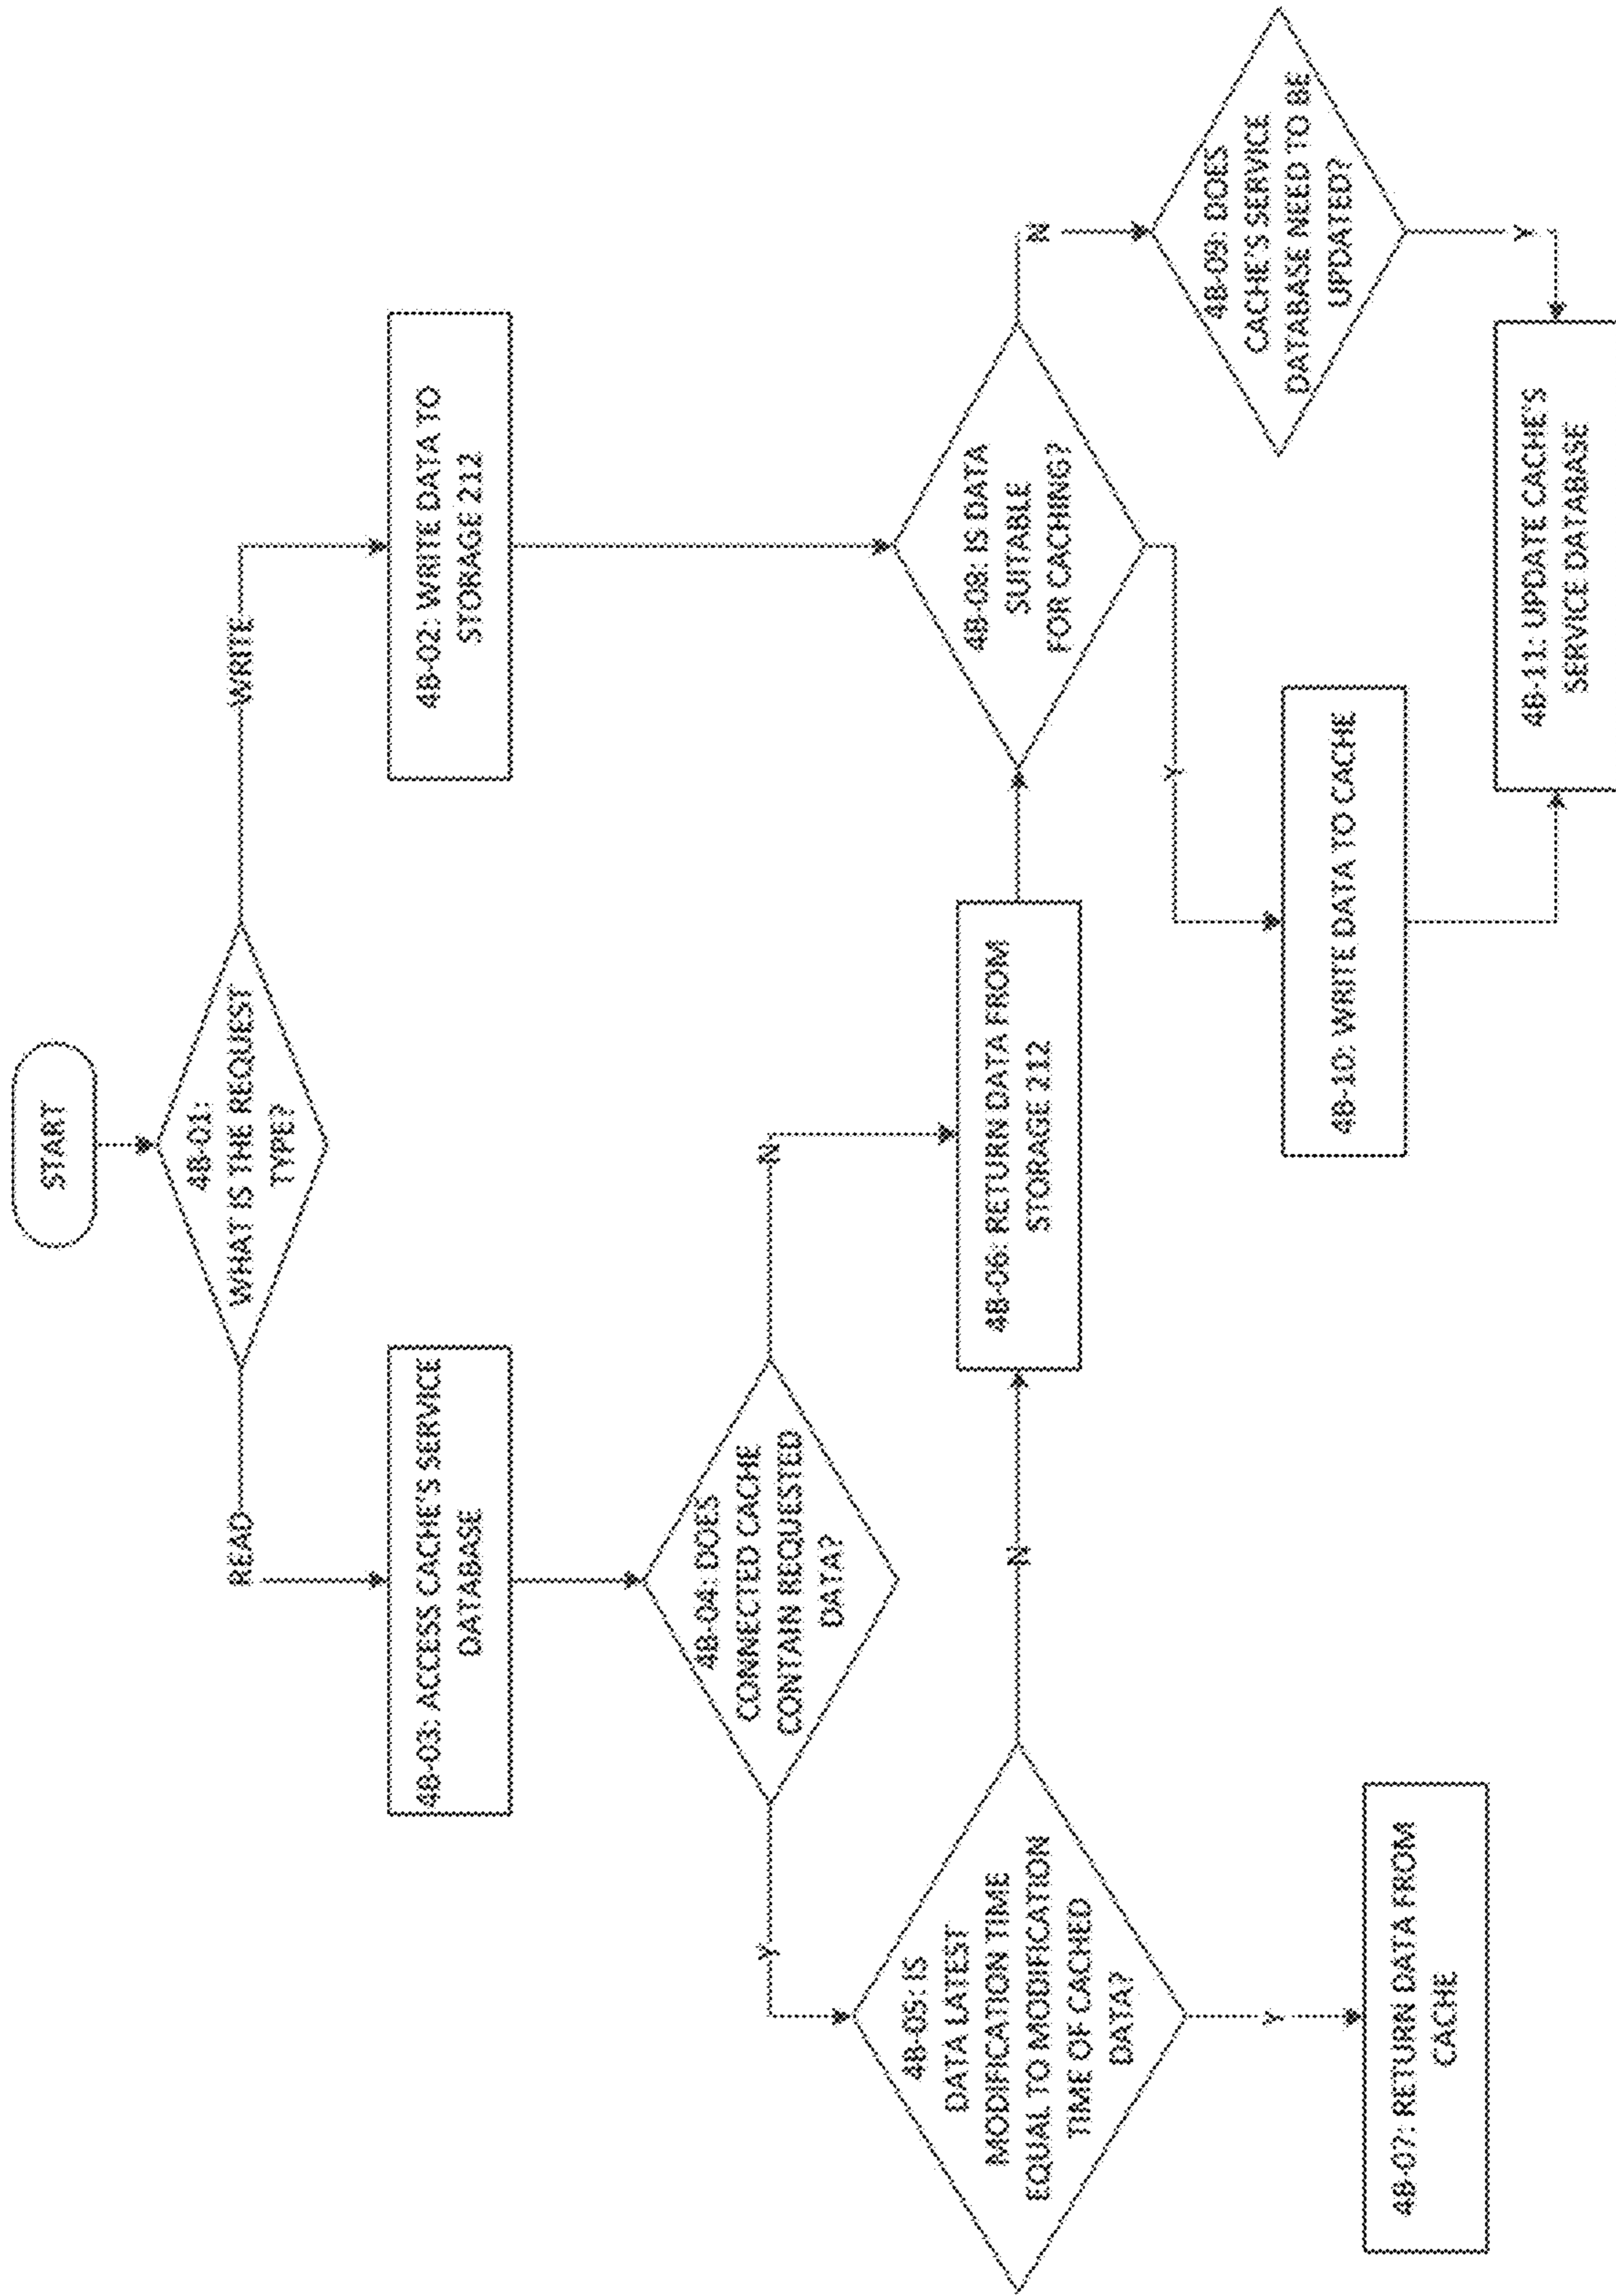 START
4B-01:
WHAT IS THE REQUEST
TYPE?
READ
WRITE
4B-03: ACCESS CACHE'S SERVICE
DATABASE
4B-02: WRITE DATA TO
STORAGE 212
4B-04: DOES
CONNECTED CACHE
CONTAIN REQUESTED
DATA?
Y
N
4B-05: IS
DATA LATEST
MODIFICATION TIME
EQUAL TO MODIFICATION
TIME OF CACHED
DATA?
N
4B-06: RETURN DATA FROM
STORAGE 212
4B-08: IS DATA
SUITABLE
FOR CACHING?
N
Y
Y
4B-09: DOES
CACHE'S SERVICE
DATABASE NEED TO BE
UPDATED?
4B-07: RETURN DATA FROM
CACHE
4B-10: WRITE DATA TO CACHE
Y
4B-11: UPDATE CACHE'S
SERVICE DATABASE